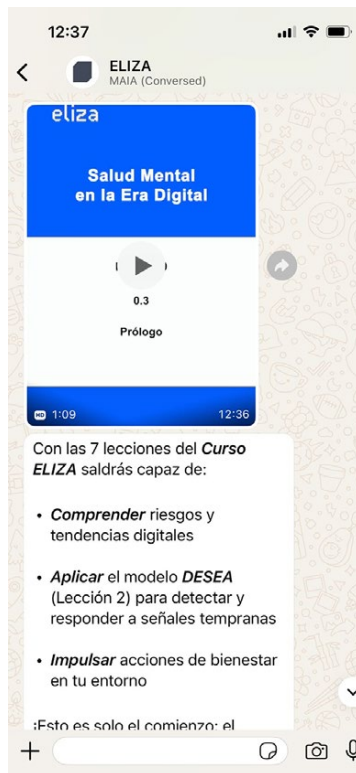 12:37
ELIZA
MAIA (Conversed)
eliza
Salud Mental
en la Era Digital
0.3
Prólogo
HD 1:09
12:36
Con las 7 lecciones del Curso
ELIZA saldrás capaz de:
• Comprender riesgos y
tendencias digitales
• Aplicar el modelo DESEA
(Lección 2) para detectar y
responder a señales tempranas
• Impulsar acciones de bienestar
en tu entorno
¡Esto es solo el comienzo: el